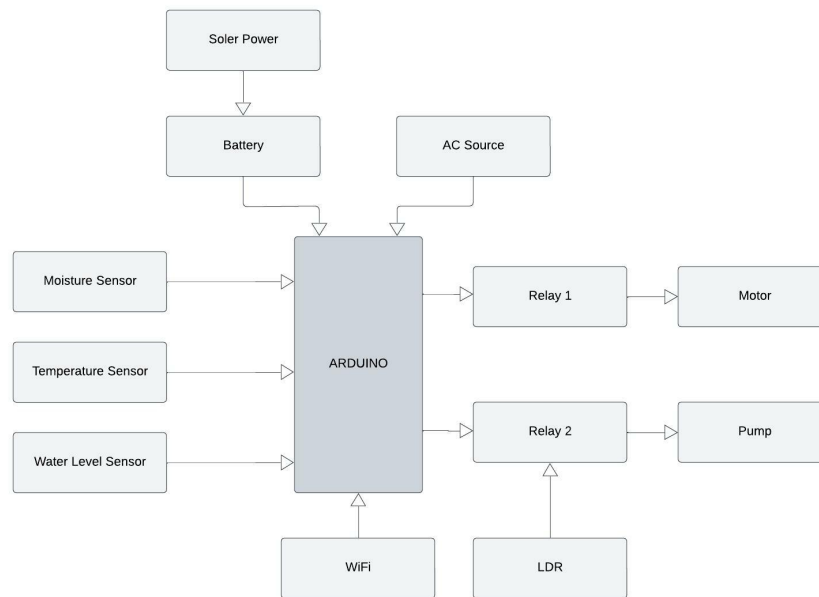 Soler Power
Battery
AC Source
Moisture Sensor
Relay 1
Motor
ARDUINO
Temperature Sensor
Relay 2
Pump
Water Level Sensor
WiFi
LDR